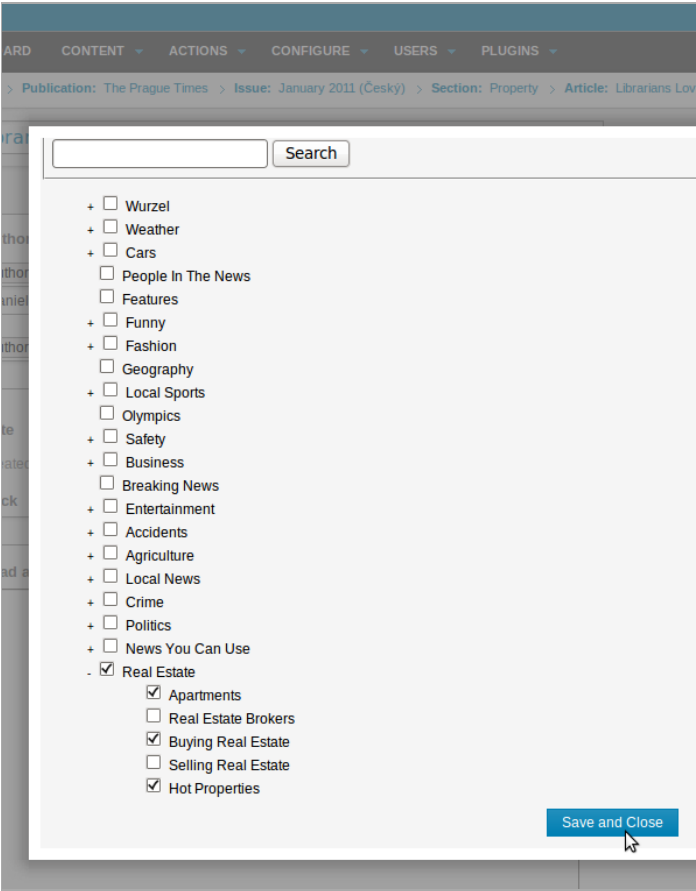 ARD CONTENT ACTIONS CONFIGURE USERS PLUGINS
> Publication: The Prague Times > Issue: January 2011 (Český) > Section: Property > Article: Librarians Lov
Search
+ Wurzel
+ Weather
+ Cars
People In The News
Features
+ Funny
+ Fashion
Geography
+ Local Sports
Olympics
+ Safety
+ Business
Breaking News
+ Entertainment
+ Accidents
+ Agriculture
+ Local News
+ Crime
+ Politics
+ News You Can Use
- Real Estate
Apartments
Real Estate Brokers
Buying Real Estate
Selling Real Estate
Hot Properties
Save and Close